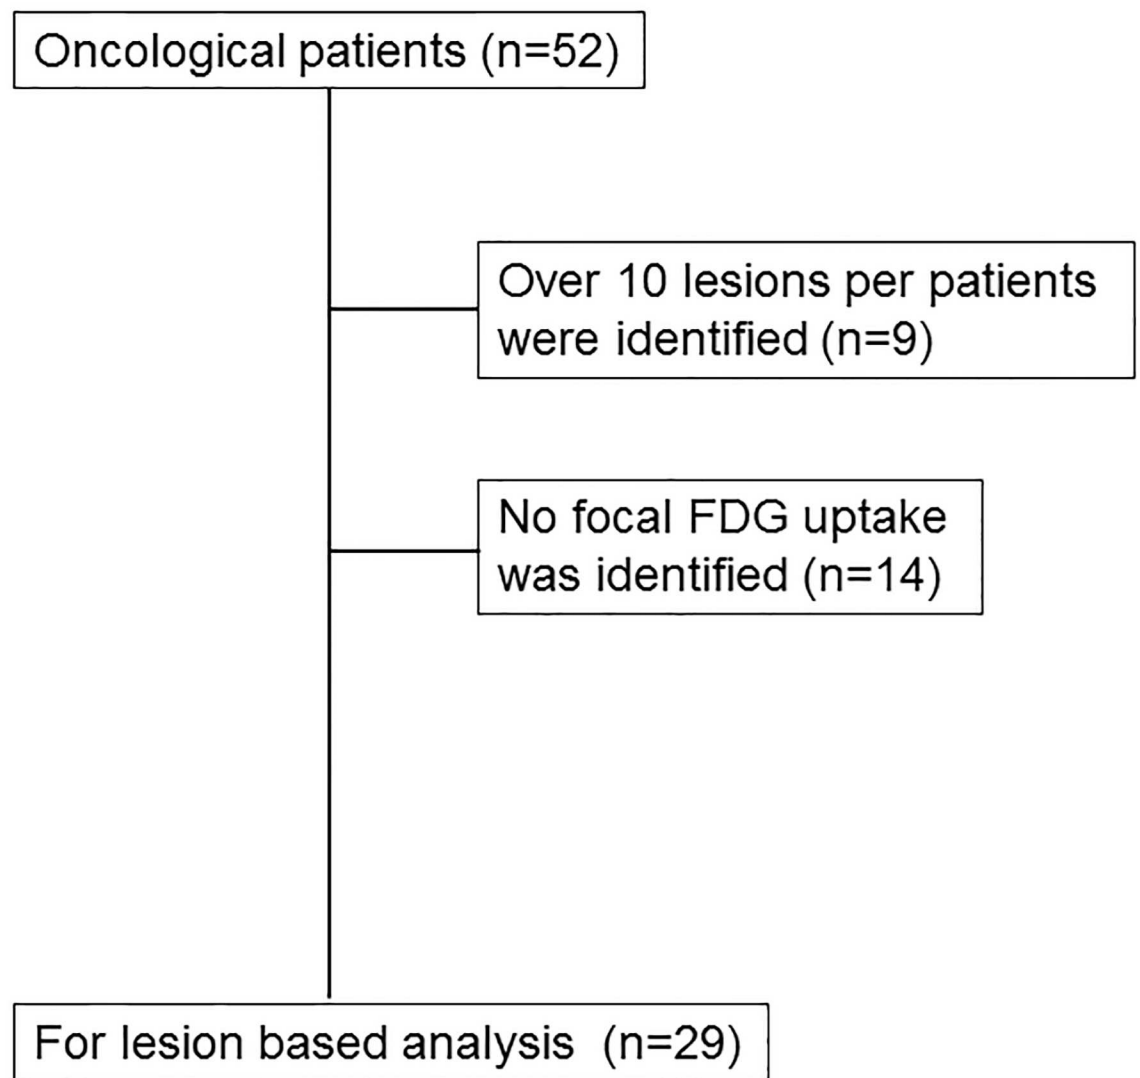 Oncological patients (n=52)
Over 10 lesions per patients
were identified (n=9)
No focal FDG uptake
was identified (n=14)
For lesion based analysis (n=29)